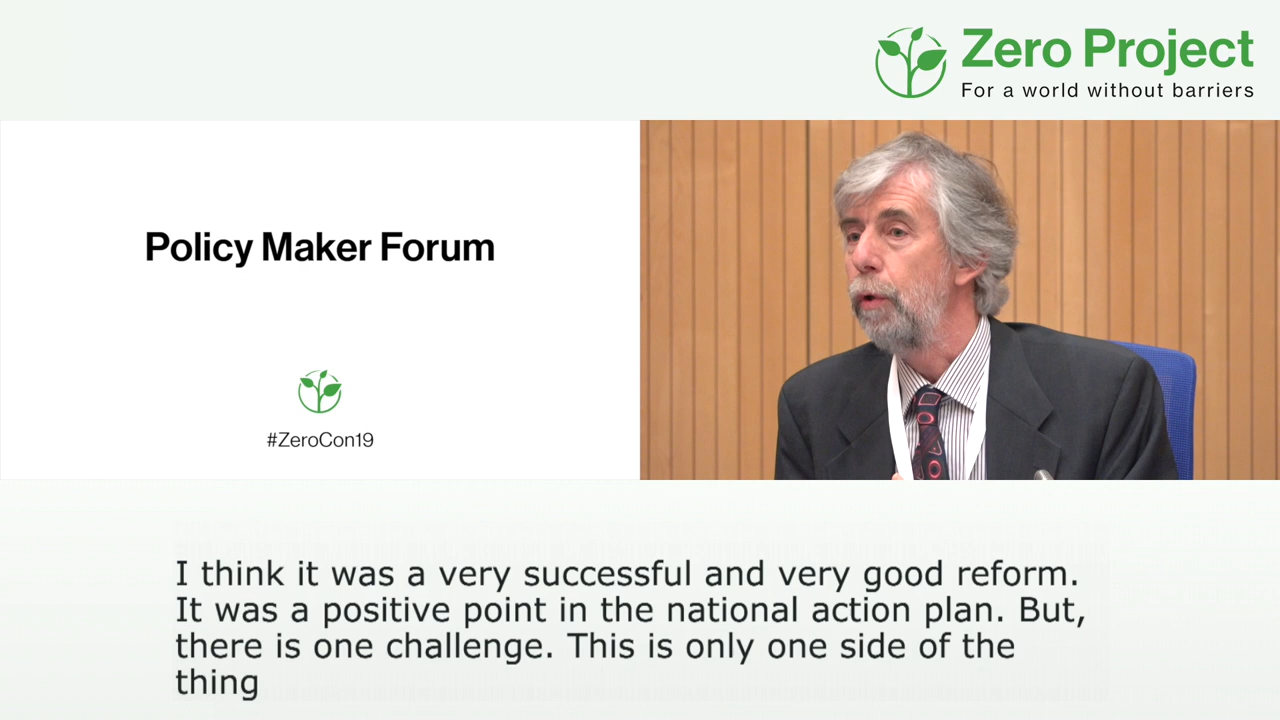 Zero Project
For a world without barriers
Policy Maker Forum
#ZeroCon19
I think it was a very successful and very good reform.
It was a positive point in the national action plan. But,
there is one challenge. This is only one side of the
thing